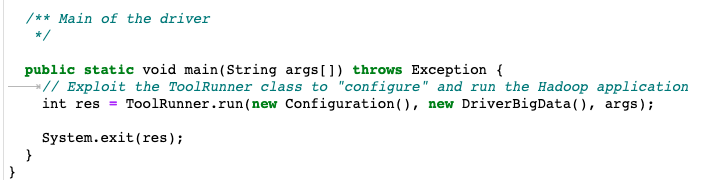 /** Main of the driver
*/
public static void main(String args[]) throws Exception {
// Exploit the ToolRunner class to "configure" and run the Hadoop application
int res = ToolRunner.run(new Configuration(), new DriverBigData(), args);
System.exit(res);
}
}